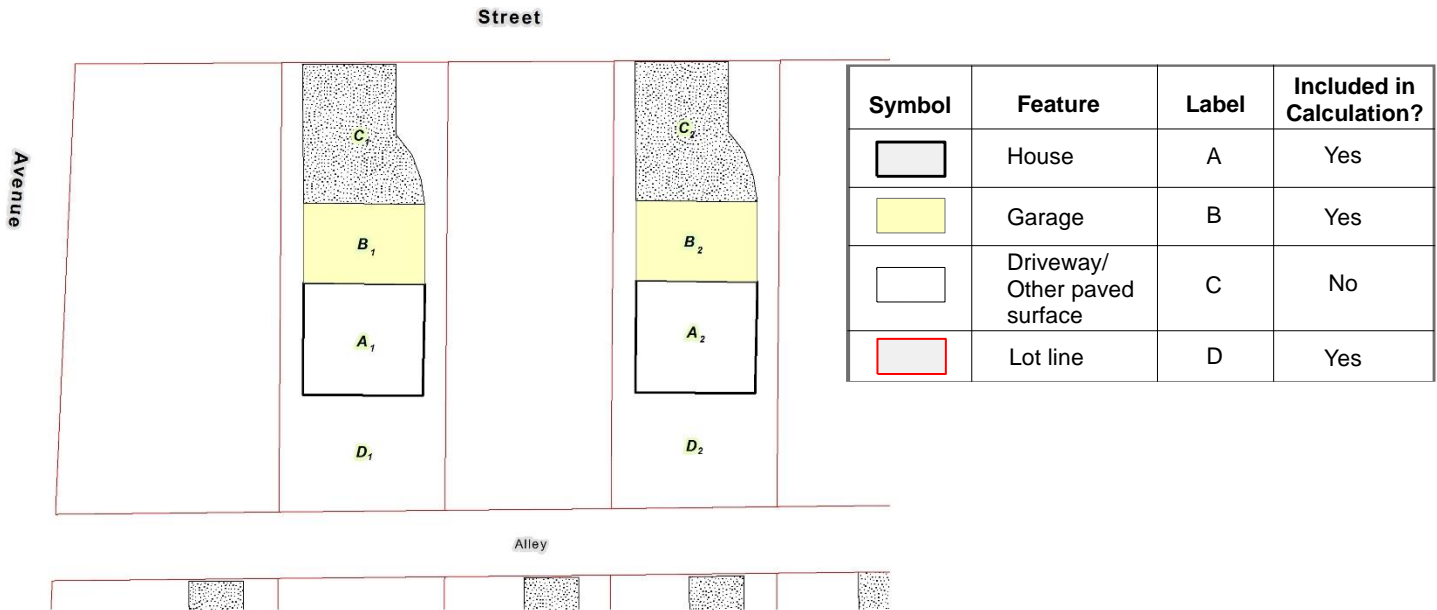 Street
Avenue
C1
C2
B1
B2
A1
A2
D1
D2
Alley
Symbol Feature Label Included in Calculation?
House A Yes
Garage B Yes
Driveway/
Other paved
surface C No
Lot line D Yes